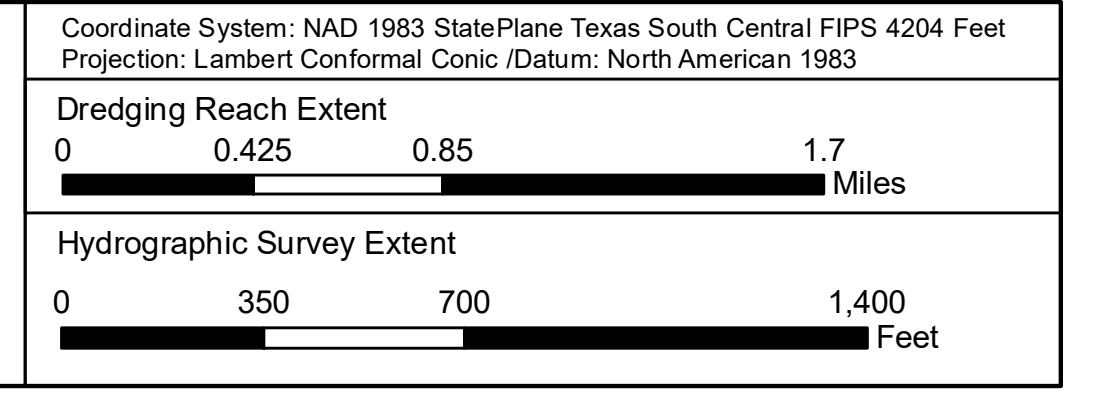 Coordinate System: NAD 1983 StatePlane Texas South Central FIPS 4204 Feet
Projection: Lambert Conformal Conic /Datum: North American 1983
Dredging Reach Extent
0 0.425 0.85 1.7
Miles
Hydrographic Survey Extent
0 350 700 1,400
Feet